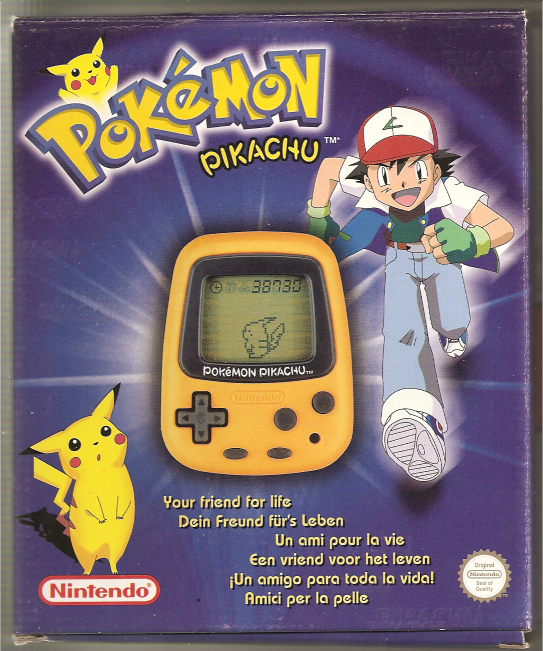 POKéMON
PIKACHU™*
38730
POKéMON PIKACHU™
Nintendo
Your friend for life
Dein Freund für's Leben
Un ami pour la vie
Een vriend voor het leven
¡Un amigo para toda la vida!
Amici per la pelle
Nintendo®
Original
Nintendo
Seal of
Quality